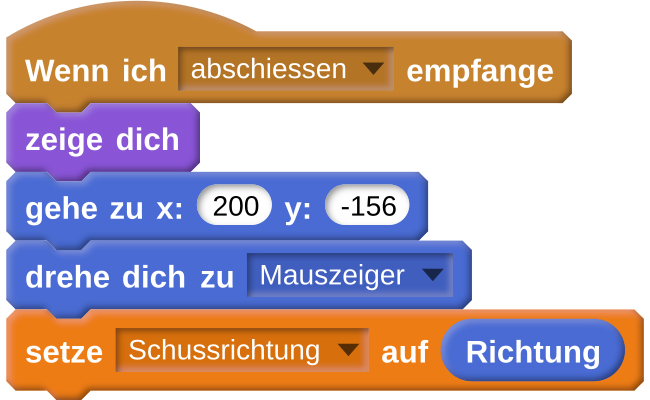 Wenn ich abschiessen empfange
zeige dich
gehe zu x: 200 y: -156
drehe dich zu Mauszeiger
setze Schussrichtung auf Richtung